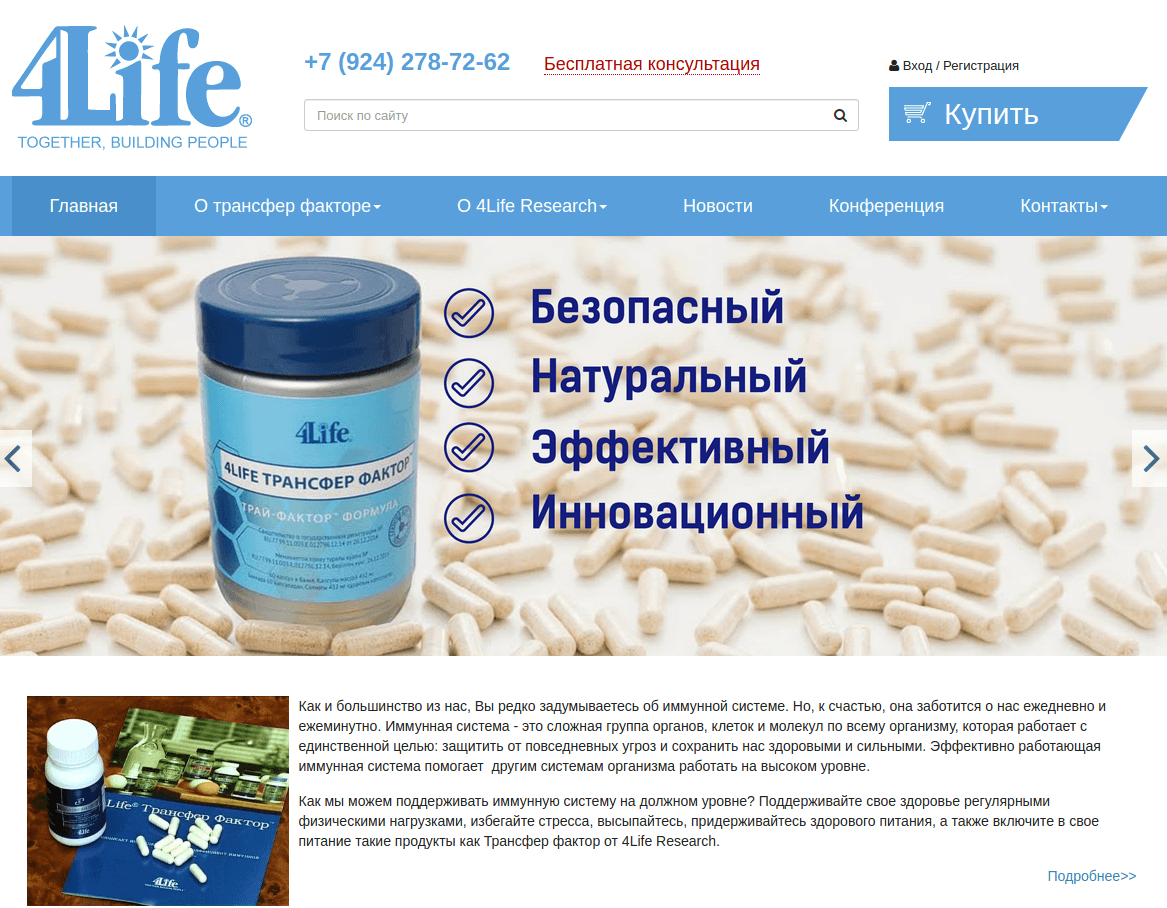 4Life®
TOGETHER, BUILDING PEOPLE
+7 (924) 278-72-62
Бесплатная консультация
Вход / Регистрация
Поиск по сайту
Купить
Главная
О трансфер факторе
О 4Life Research
Новости
Конференция
Контакты
Безопасный
Натуральный
Эффективный
Инновационный
4Life
4LIFE ТРАНСФЕР ФАКТОР™
ТРАЙ-ФАКТОР™ ФОРМУЛА
Как и большинство из нас, Вы редко задумываетесь об иммунной системе. Но, к счастью, она заботится о нас ежедневно и
ежеминутно. Иммунная система - это сложная группа органов, клеток и молекул по всему организму, которая работает с
единственной целью: защитить от повседневных угроз и сохранить нас здоровыми и сильными. Эффективно работающая
иммунная система помогает  другим системам организма работать на высоком уровне.
Как мы можем поддерживать иммунную систему на должном уровне? Поддерживайте свое здоровье регулярными
физическими нагрузками, избегайте стресса, высыпайтесь, придерживайтесь здорового питания, а также включите в свое
питание такие продукты как Трансфер фактор от 4Life Research.
Подробнее>>
Life® Трансфер Фактор™
4Life